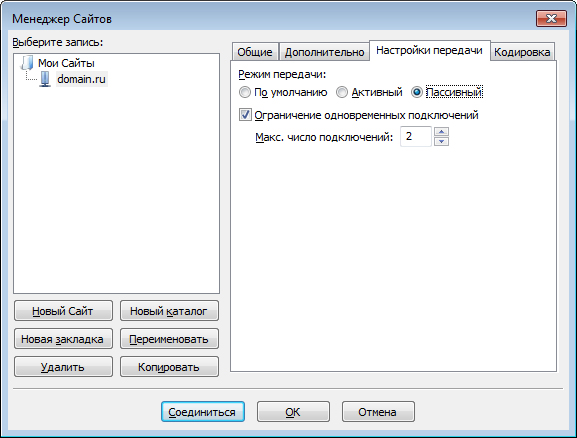 Менеджер Сайтов
Выберите запись:
Мои Сайты
domain.ru
Новый Сайт
Новый каталог
Новая закладка
Переименовать
Удалить
Копировать
Общие
Дополнительно
Настройки передачи
Кодировка
Режим передачи:
По умолчанию
Активный
Пассивный
Ограничение одновременных подключений
Макс. число подключений: 2
Соединиться
OK
Отмена